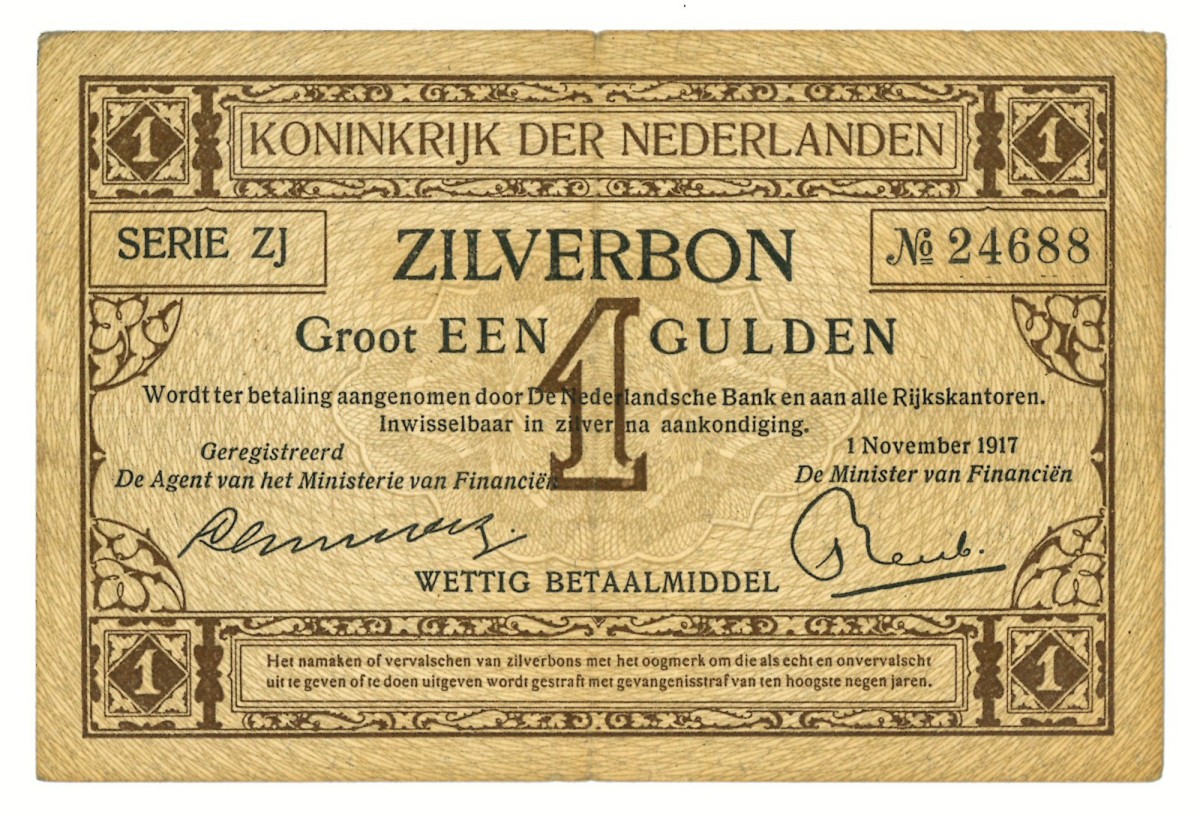 1 KONINKRIJK DER NEDERLANDEN 1
SERIE ZJ ZILVERBON № 24688
Groot EEN 1 GULDEN
Wordt ter betaling aangenomen door De Nederlandsche Bank en aan alle Rijkskantoren.
Inwisselbaar in zilver na aankondiging.
Geregistreerd
De Agent van het Ministerie van Financiën
1 November 1917
De Minister van Financiën
WETTIG BETAALMIDDEL
1 Het namaken of vervalschen van zilverbons met het oogmerk om die als echt en onvervalscht 1
uit te geven of te doen uitgeven wordt gestraft met gevangenisstraf van ten hoogste negen jaren.